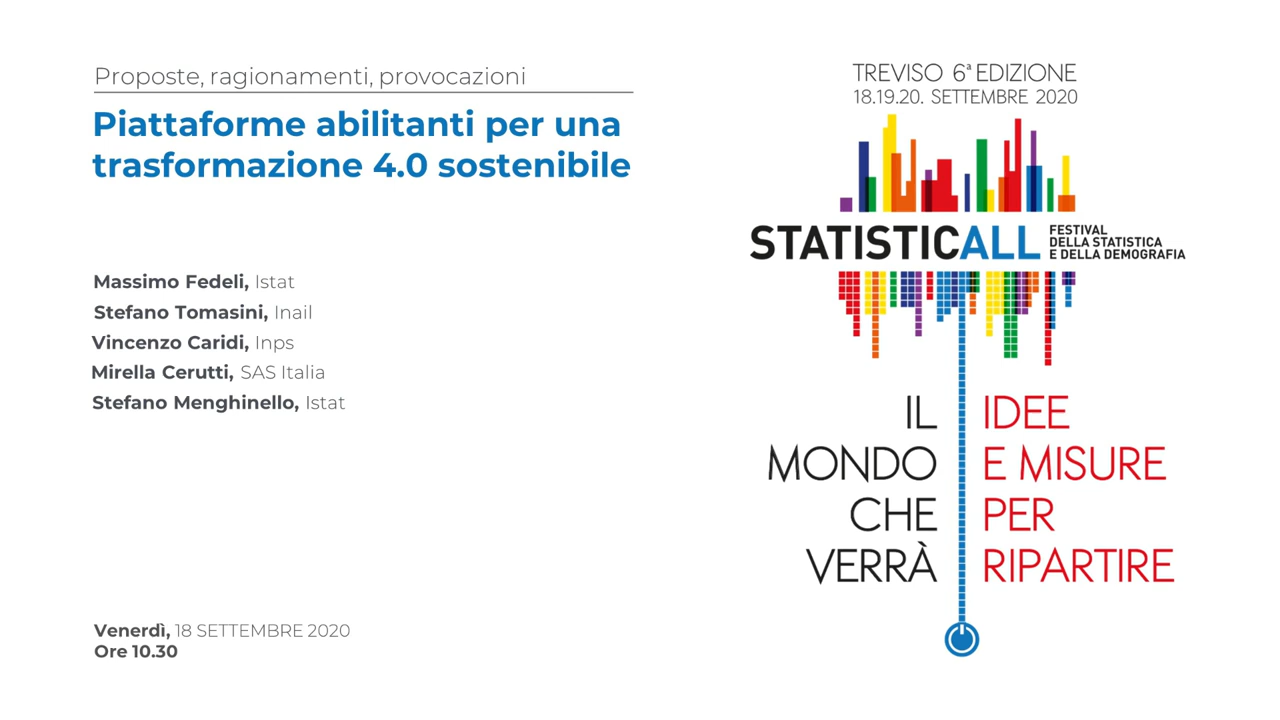 Proposte, ragionamenti, provocazioni
Piattaforme abilitanti per una
trasformazione 4.0 sostenibile
Massimo Fedeli, Istat
Stefano Tomasini, Inail
Vincenzo Caridi, Inps
Mirella Cerutti, SAS Italia
Stefano Menghinello, Istat
Venerdì, 18 SETTEMBRE 2020
Ore 10.30
TREVISO 6ª EDIZIONE
18.19.20. SETTEMBRE 2020
STATISTICALL
FESTIVAL
DELLA STATISTICA
E DELLA DEMOGRAFIA
IL
MONDO
CHE
VERRÀ
IDEE
E MISURE
PER
RIPARTIRE